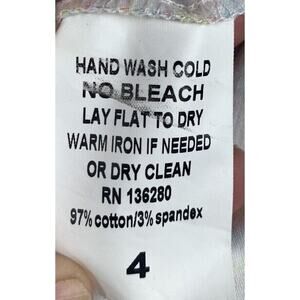 HAND WASH COLD
NO BLEACH
LAY FLAT TO DRY
WARM IRON IF NEEDED
OR DRY CLEAN
RN 136280
97% cotton/3% spandex
4